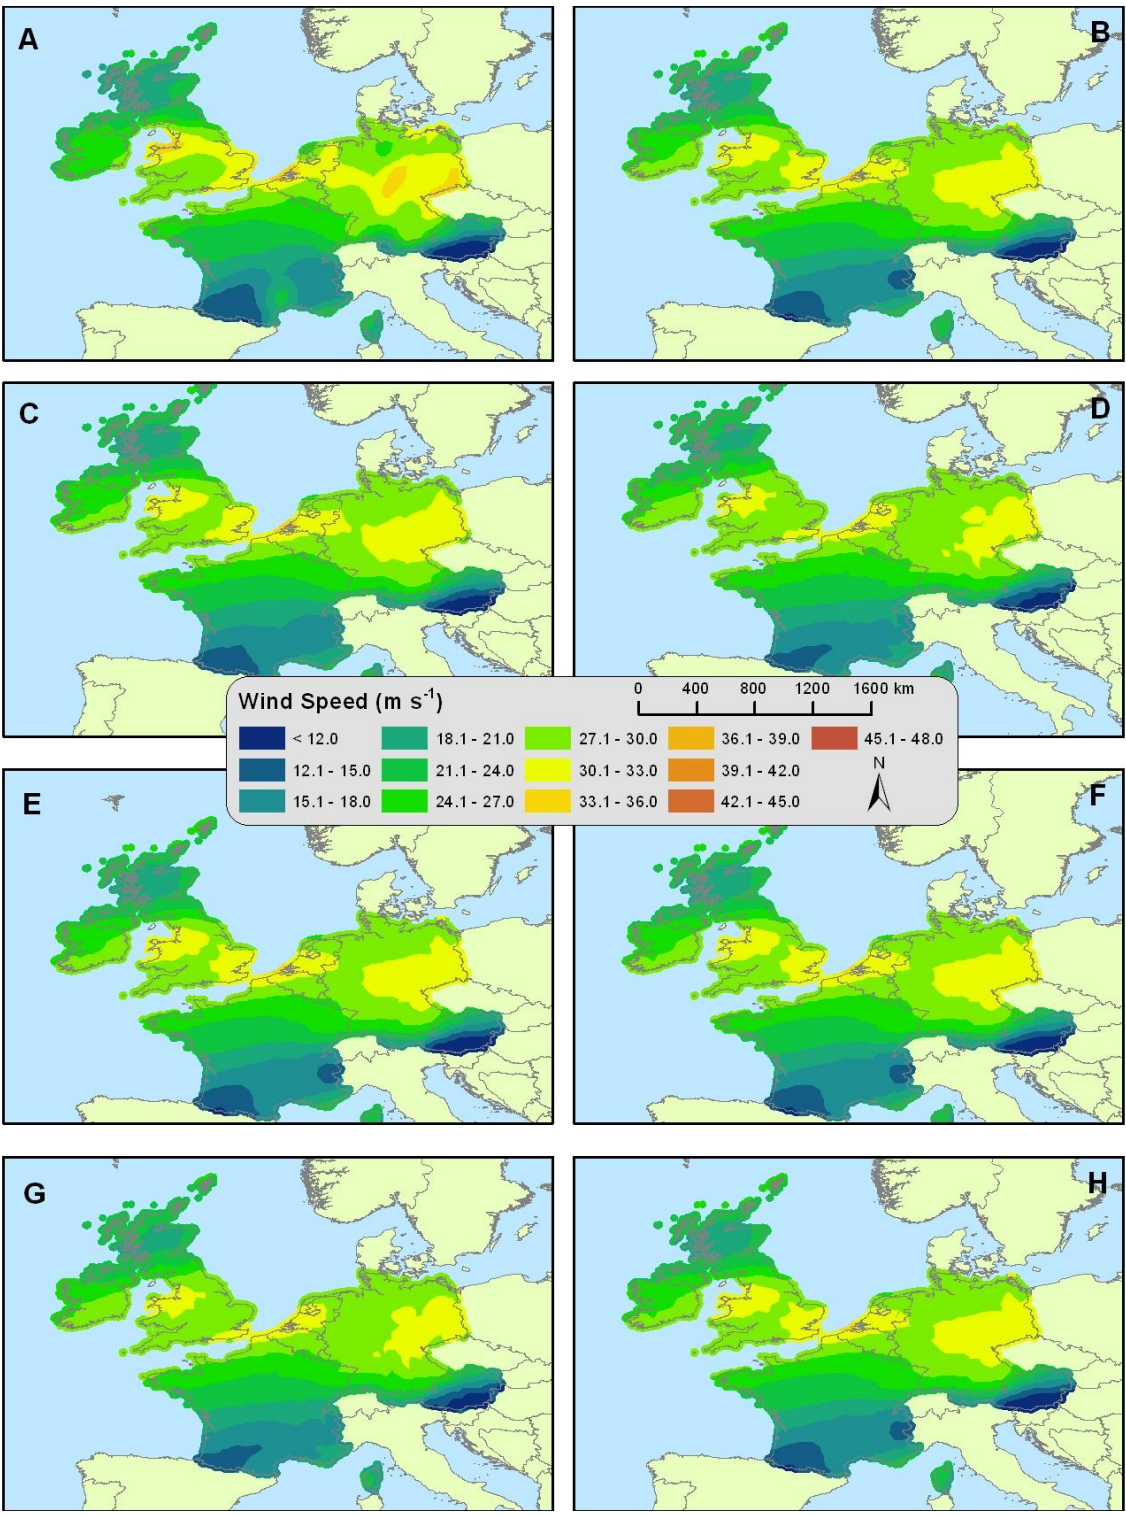 A
B
C
D
Wind Speed (m s-1)
0 400 800 1200 1600 km
< 12.0 18.1 - 21.0 27.1 - 30.0 36.1 - 39.0 45.1 - 48.0
12.1 - 15.0 21.1 - 24.0 30.1 - 33.0 39.1 - 42.0 N
15.1 - 18.0 24.1 - 27.0 33.1 - 36.0 42.1 - 45.0
E
F
G
H